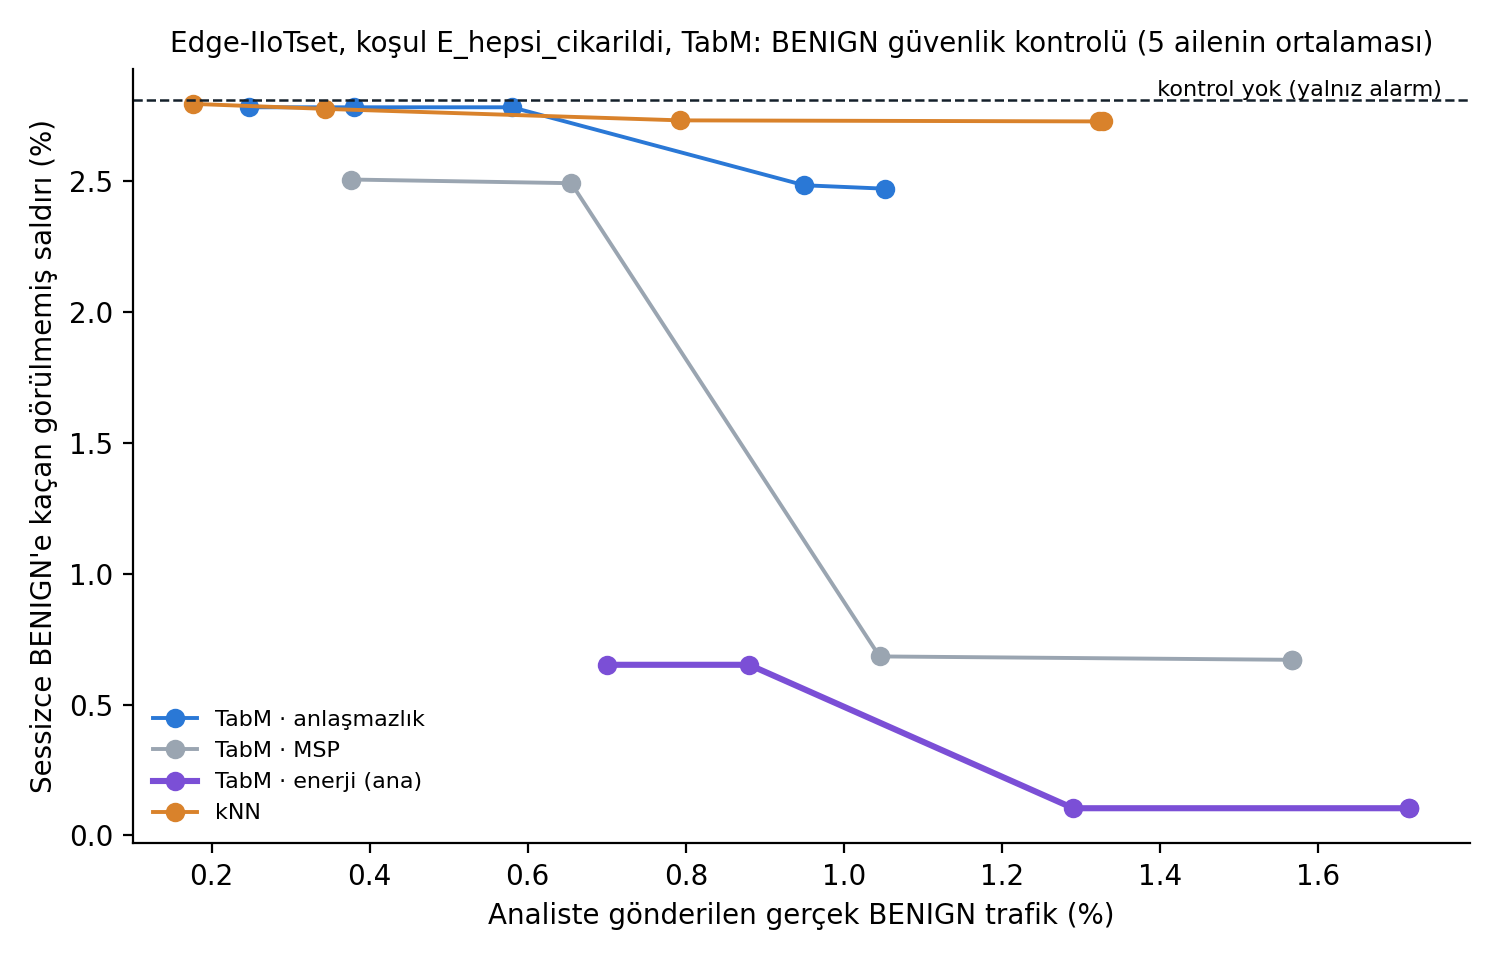 Edge-IIoTset, koşul E_hepsi_cikarildi, TabM: BENIGN güvenlik kontrolü (5 ailenin ortalaması)
kontrol yok (yalnız alarm)
Sessizce BENIGN'e kaçan görülmemiş saldırı (%)
2.5
2.0
1.5
1.0
0.5
0.0
TabM · anlaşmazlık
TabM · MSP
TabM · enerji (ana)
kNN
0.2 0.4 0.6 0.8 1.0 1.2 1.4 1.6
Analiste gönderilen gerçek BENIGN trafik (%)